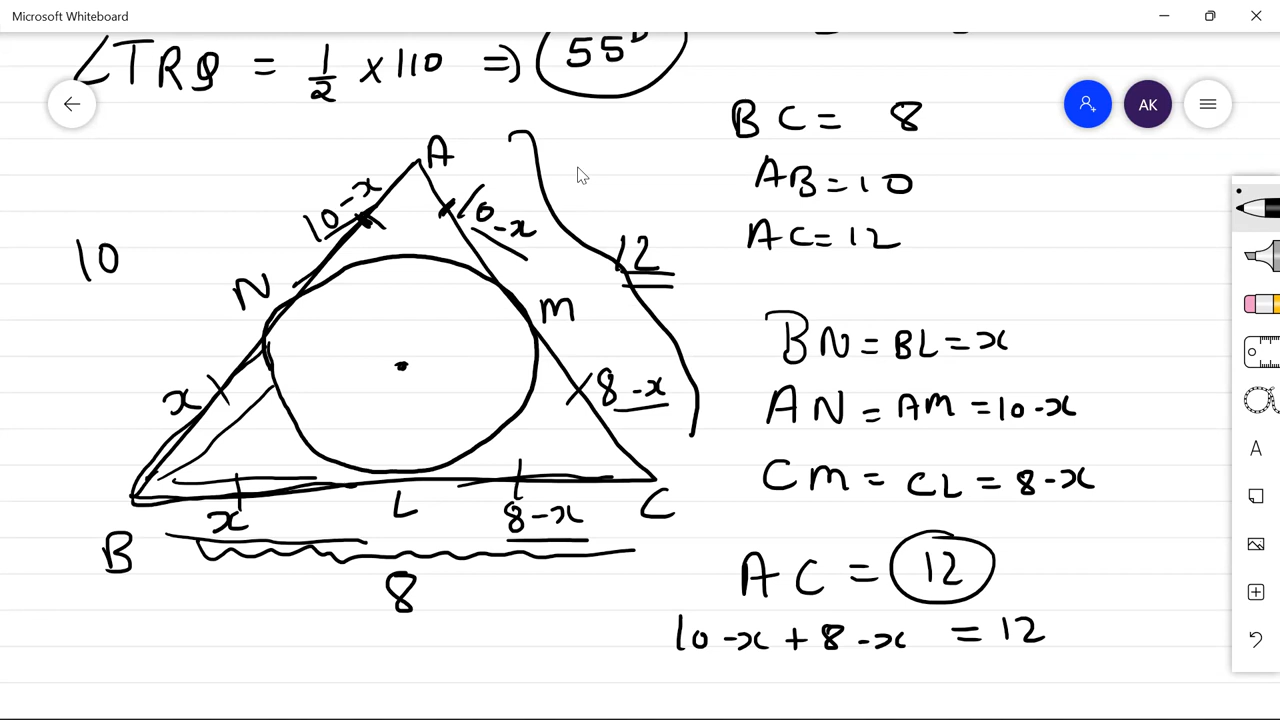 Microsoft Whiteboard
∠TRQ = 1/2 × 110 ⇒ 55°
AK
BC = 8
AB = 10
AC = 12
A
10-x
10-x
10
12
N
M
x
8-x
x
L
8-x
C
B
8
BN = BL = x
AN = AM = 10-x
CM = CL = 8-x
AC = 12
10-x + 8-x = 12
A